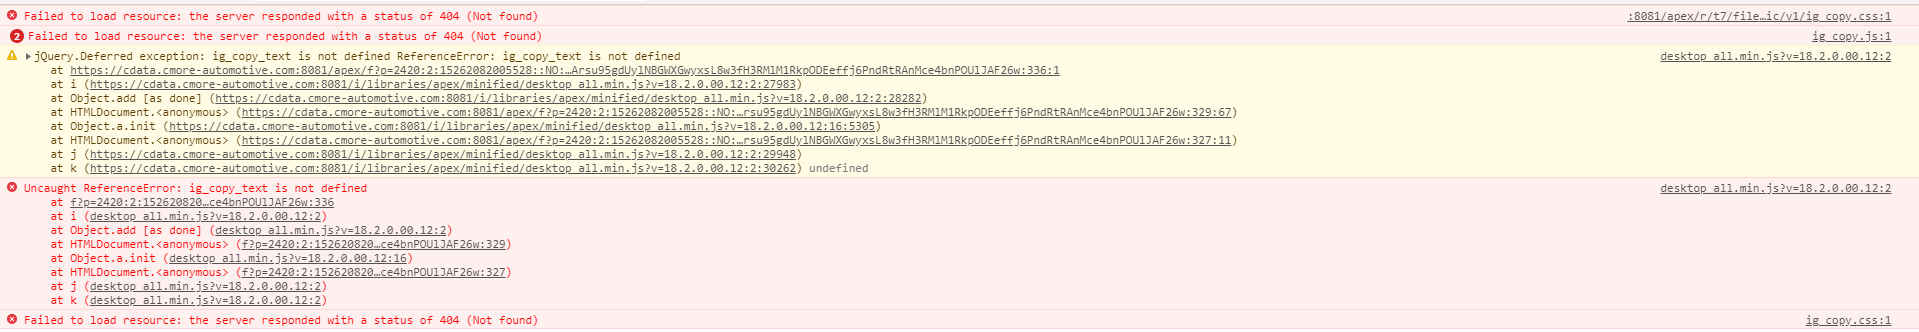 Failed to load resource: the server responded with a status of 404 (Not found) :8081/apex/r/t7/file…ic/v1/ig_copy.css:1
2 Failed to load resource: the server responded with a status of 404 (Not found) ig_copy.js:1
jQuery.Deferred exception: ig_copy_text is not defined ReferenceError: ig_copy_text is not defined desktop_all.min.js?v=18.2.0.00.12:2
at https://cdata.cmore-automotive.com:8081/apex/f?p=2420:2:15262082005528::NO:…Arsu95gdUylNBGWXGwyxsL8w3fH3RMlM1RkpODEeffj6PndRtRAnMce4bnPOUlJAF26w:336:1
at i (https://cdata.cmore-automotive.com:8081/i/libraries/apex/minified/desktop_all.min.js?v=18.2.0.00.12:2:27983)
at Object.add [as done] (https://cdata.cmore-automotive.com:8081/i/libraries/apex/minified/desktop_all.min.js?v=18.2.0.00.12:2:28282)
at HTMLDocument.<anonymous> (https://cdata.cmore-automotive.com:8081/apex/f?p=2420:2:15262082005528::NO:…rsu95gdUylNBGWXGwyxsL8w3fH3RMlM1RkpODEeffj6PndRtRAnMce4bnPOUlJAF26w:329:67)
at Object.a.init (https://cdata.cmore-automotive.com:8081/i/libraries/apex/minified/desktop_all.min.js?v=18.2.0.00.12:16:5305)
at HTMLDocument.<anonymous> (https://cdata.cmore-automotive.com:8081/apex/f?p=2420:2:15262082005528::NO:…rsu95gdUylNBGWXGwyxsL8w3fH3RMlM1RkpODEeffj6PndRtRAnMce4bnPOUlJAF26w:327:11)
at j (https://cdata.cmore-automotive.com:8081/i/libraries/apex/minified/desktop_all.min.js?v=18.2.0.00.12:2:29948)
at k (https://cdata.cmore-automotive.com:8081/i/libraries/apex/minified/desktop_all.min.js?v=18.2.0.00.12:2:30262) undefined
Uncaught ReferenceError: ig_copy_text is not defined desktop_all.min.js?v=18.2.0.00.12:2
at f?p=2420:2:152620820…ce4bnPOUlJAF26w:336
at i (desktop_all.min.js?v=18.2.0.00.12:2)
at Object.add [as done] (desktop_all.min.js?v=18.2.0.00.12:2)
at HTMLDocument.<anonymous> (f?p=2420:2:152620820…ce4bnPOUlJAF26w:329)
at Object.a.init (desktop_all.min.js?v=18.2.0.00.12:16)
at HTMLDocument.<anonymous> (f?p=2420:2:152620820…ce4bnPOUlJAF26w:327)
at j (desktop_all.min.js?v=18.2.0.00.12:2)
at k (desktop_all.min.js?v=18.2.0.00.12:2)
Failed to load resource: the server responded with a status of 404 (Not found) ig_copy.css:1